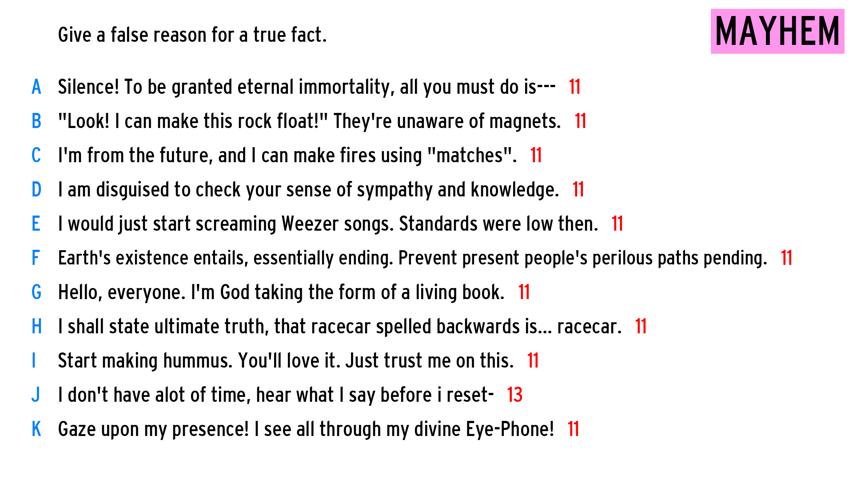 Give a false reason for a true fact.
MAYHEM
A Silence! To be granted eternal immortality, all you must do is--- 11
B "Look! I can make this rock float!" They're unaware of magnets. 11
C I'm from the future, and I can make fires using "matches". 11
D I am disguised to check your sense of sympathy and knowledge. 11
E I would just start screaming Weezer songs. Standards were low then. 11
F Earth's existence entails, essentially ending. Prevent present people's perilous paths pending. 11
G Hello, everyone. I'm God taking the form of a living book. 11
H I shall state ultimate truth, that racecar spelled backwards is... racecar. 11
I Start making hummus. You'll love it. Just trust me on this. 11
J I don't have alot of time, hear what I say before i reset- 13
K Gaze upon my presence! I see all through my divine Eye-Phone! 11